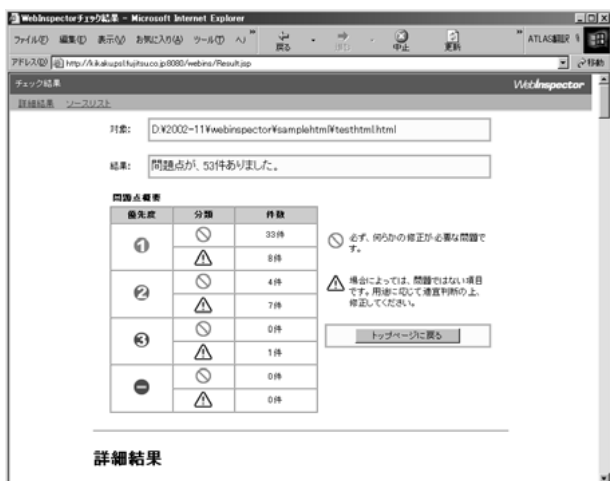 WebInspectorチェック結果 - Microsoft Internet Explorer
ファイル(F) 編集(E) 表示(V) お気に入り(A) ツール(T) ヘ( » 戻る 中止 更新 » ATLAS翻訳 »
アドレス(D) 移動
チェック結果 WebInspector
詳細結果 ソースリスト
対象: D:¥2002-11¥webinspector¥samplehtml¥testhtml.html
結果: 問題点が、53件ありました。
問題点概要
優先度 分類 件数
1 33件
8件
2 4件
7件
3 0件
1件
0件
0件
必ず、何らかの修正が必要な問題で
す。
場合によっては、問題ではない項目
です。用途に応じて適宜判断の上、
修正してください。
トップページに戻る
詳細結果